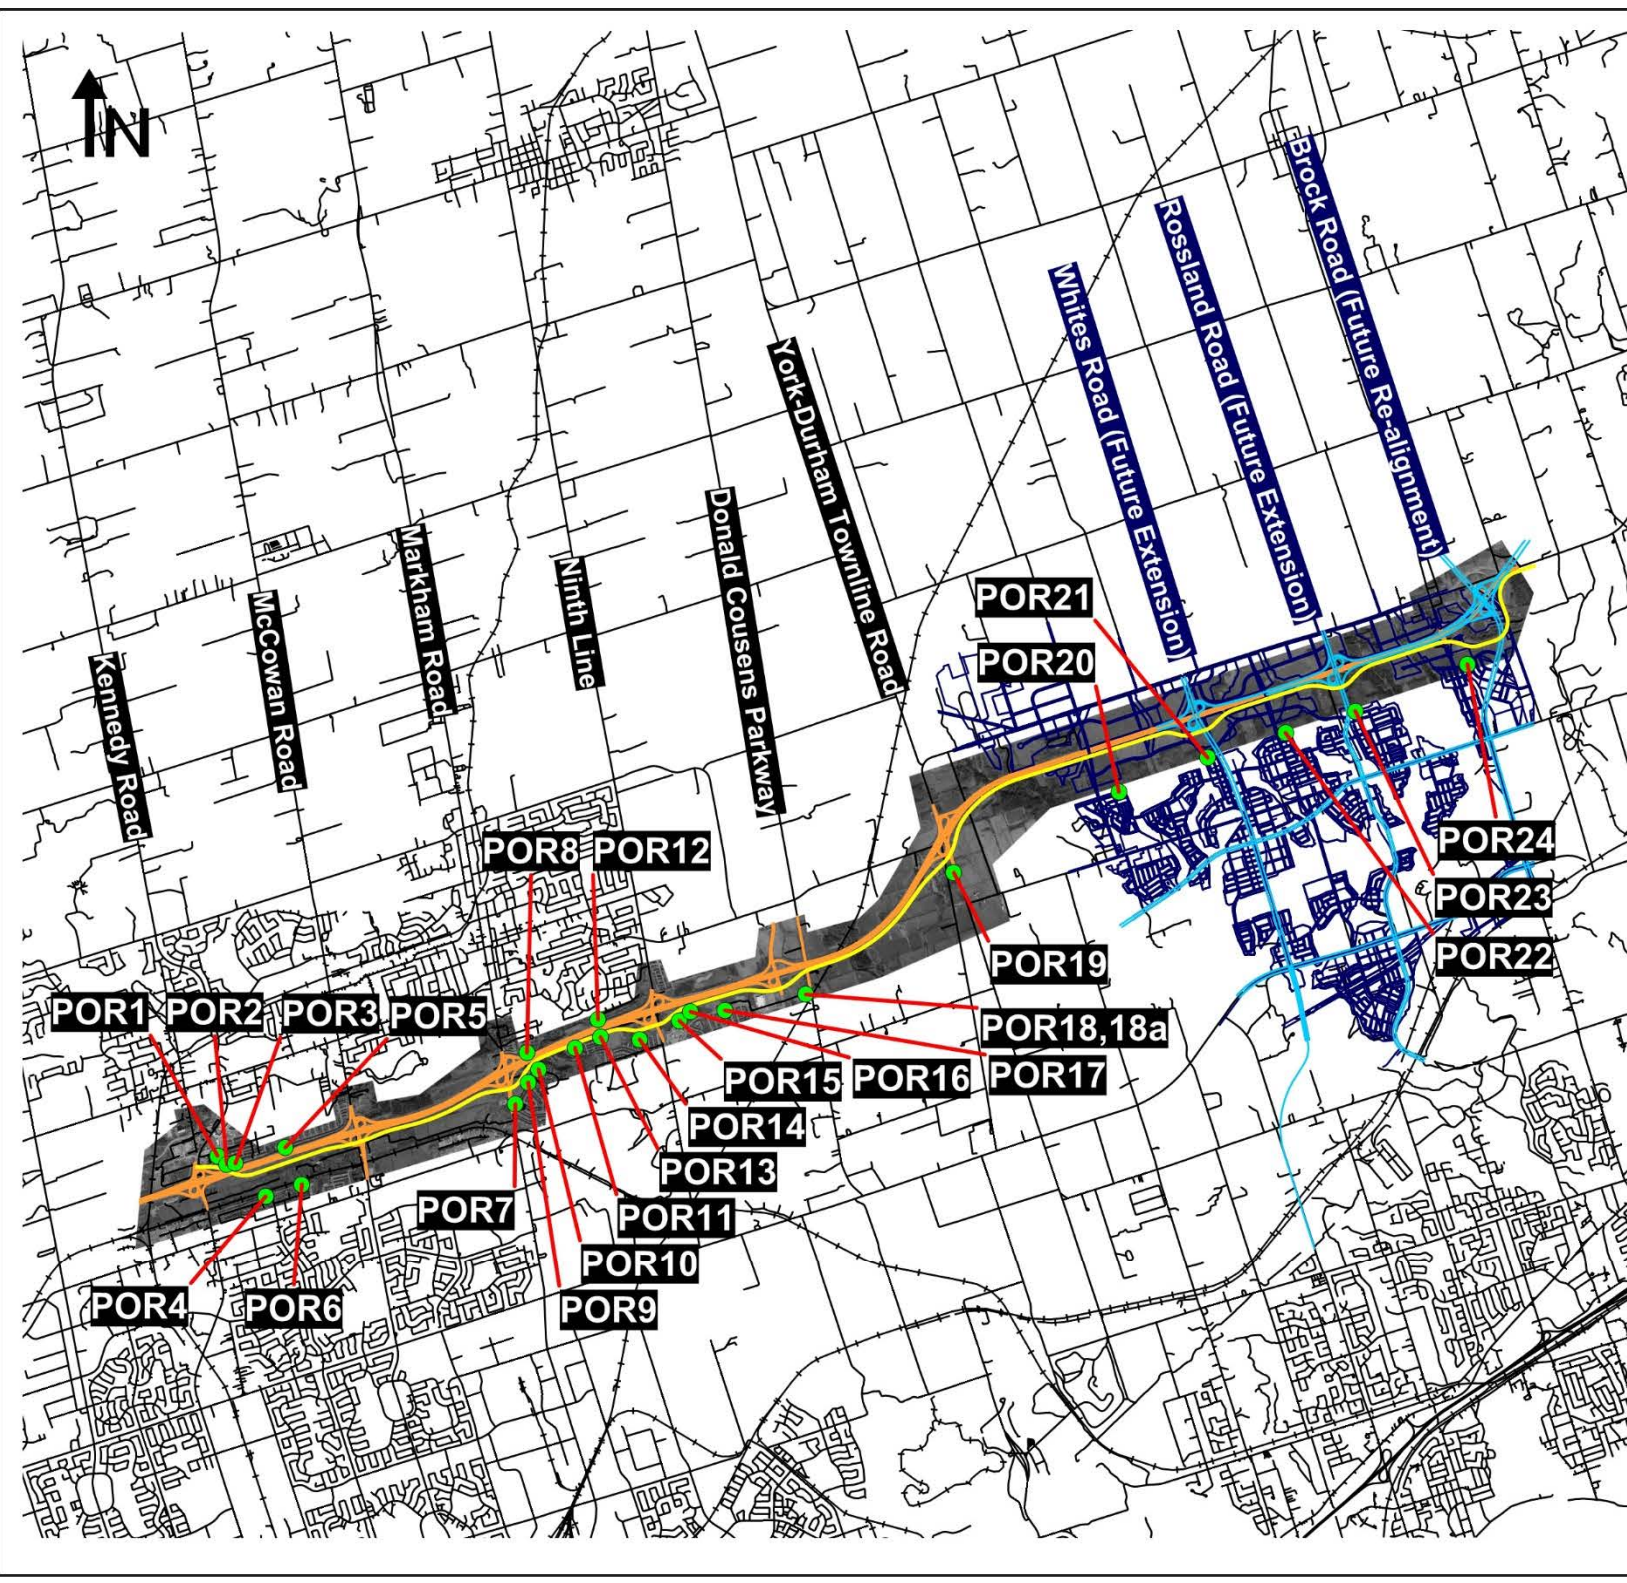 N
Brock Road (Future Re-alignment)
Rossland Road (Future Extension)
Whites Road (Future Extension)
York-Durham Townline Road
Donald Cousens Parkway
Ninth Line
Markham Road
McCowan Road
Kennedy Road
POR21
POR20
POR24
POR23
POR22
POR8
POR12
POR19
POR1
POR2
POR3
POR5
POR18,18a
POR15
POR16
POR17
POR14
POR13
POR7
POR11
POR10
POR9
POR4
POR6